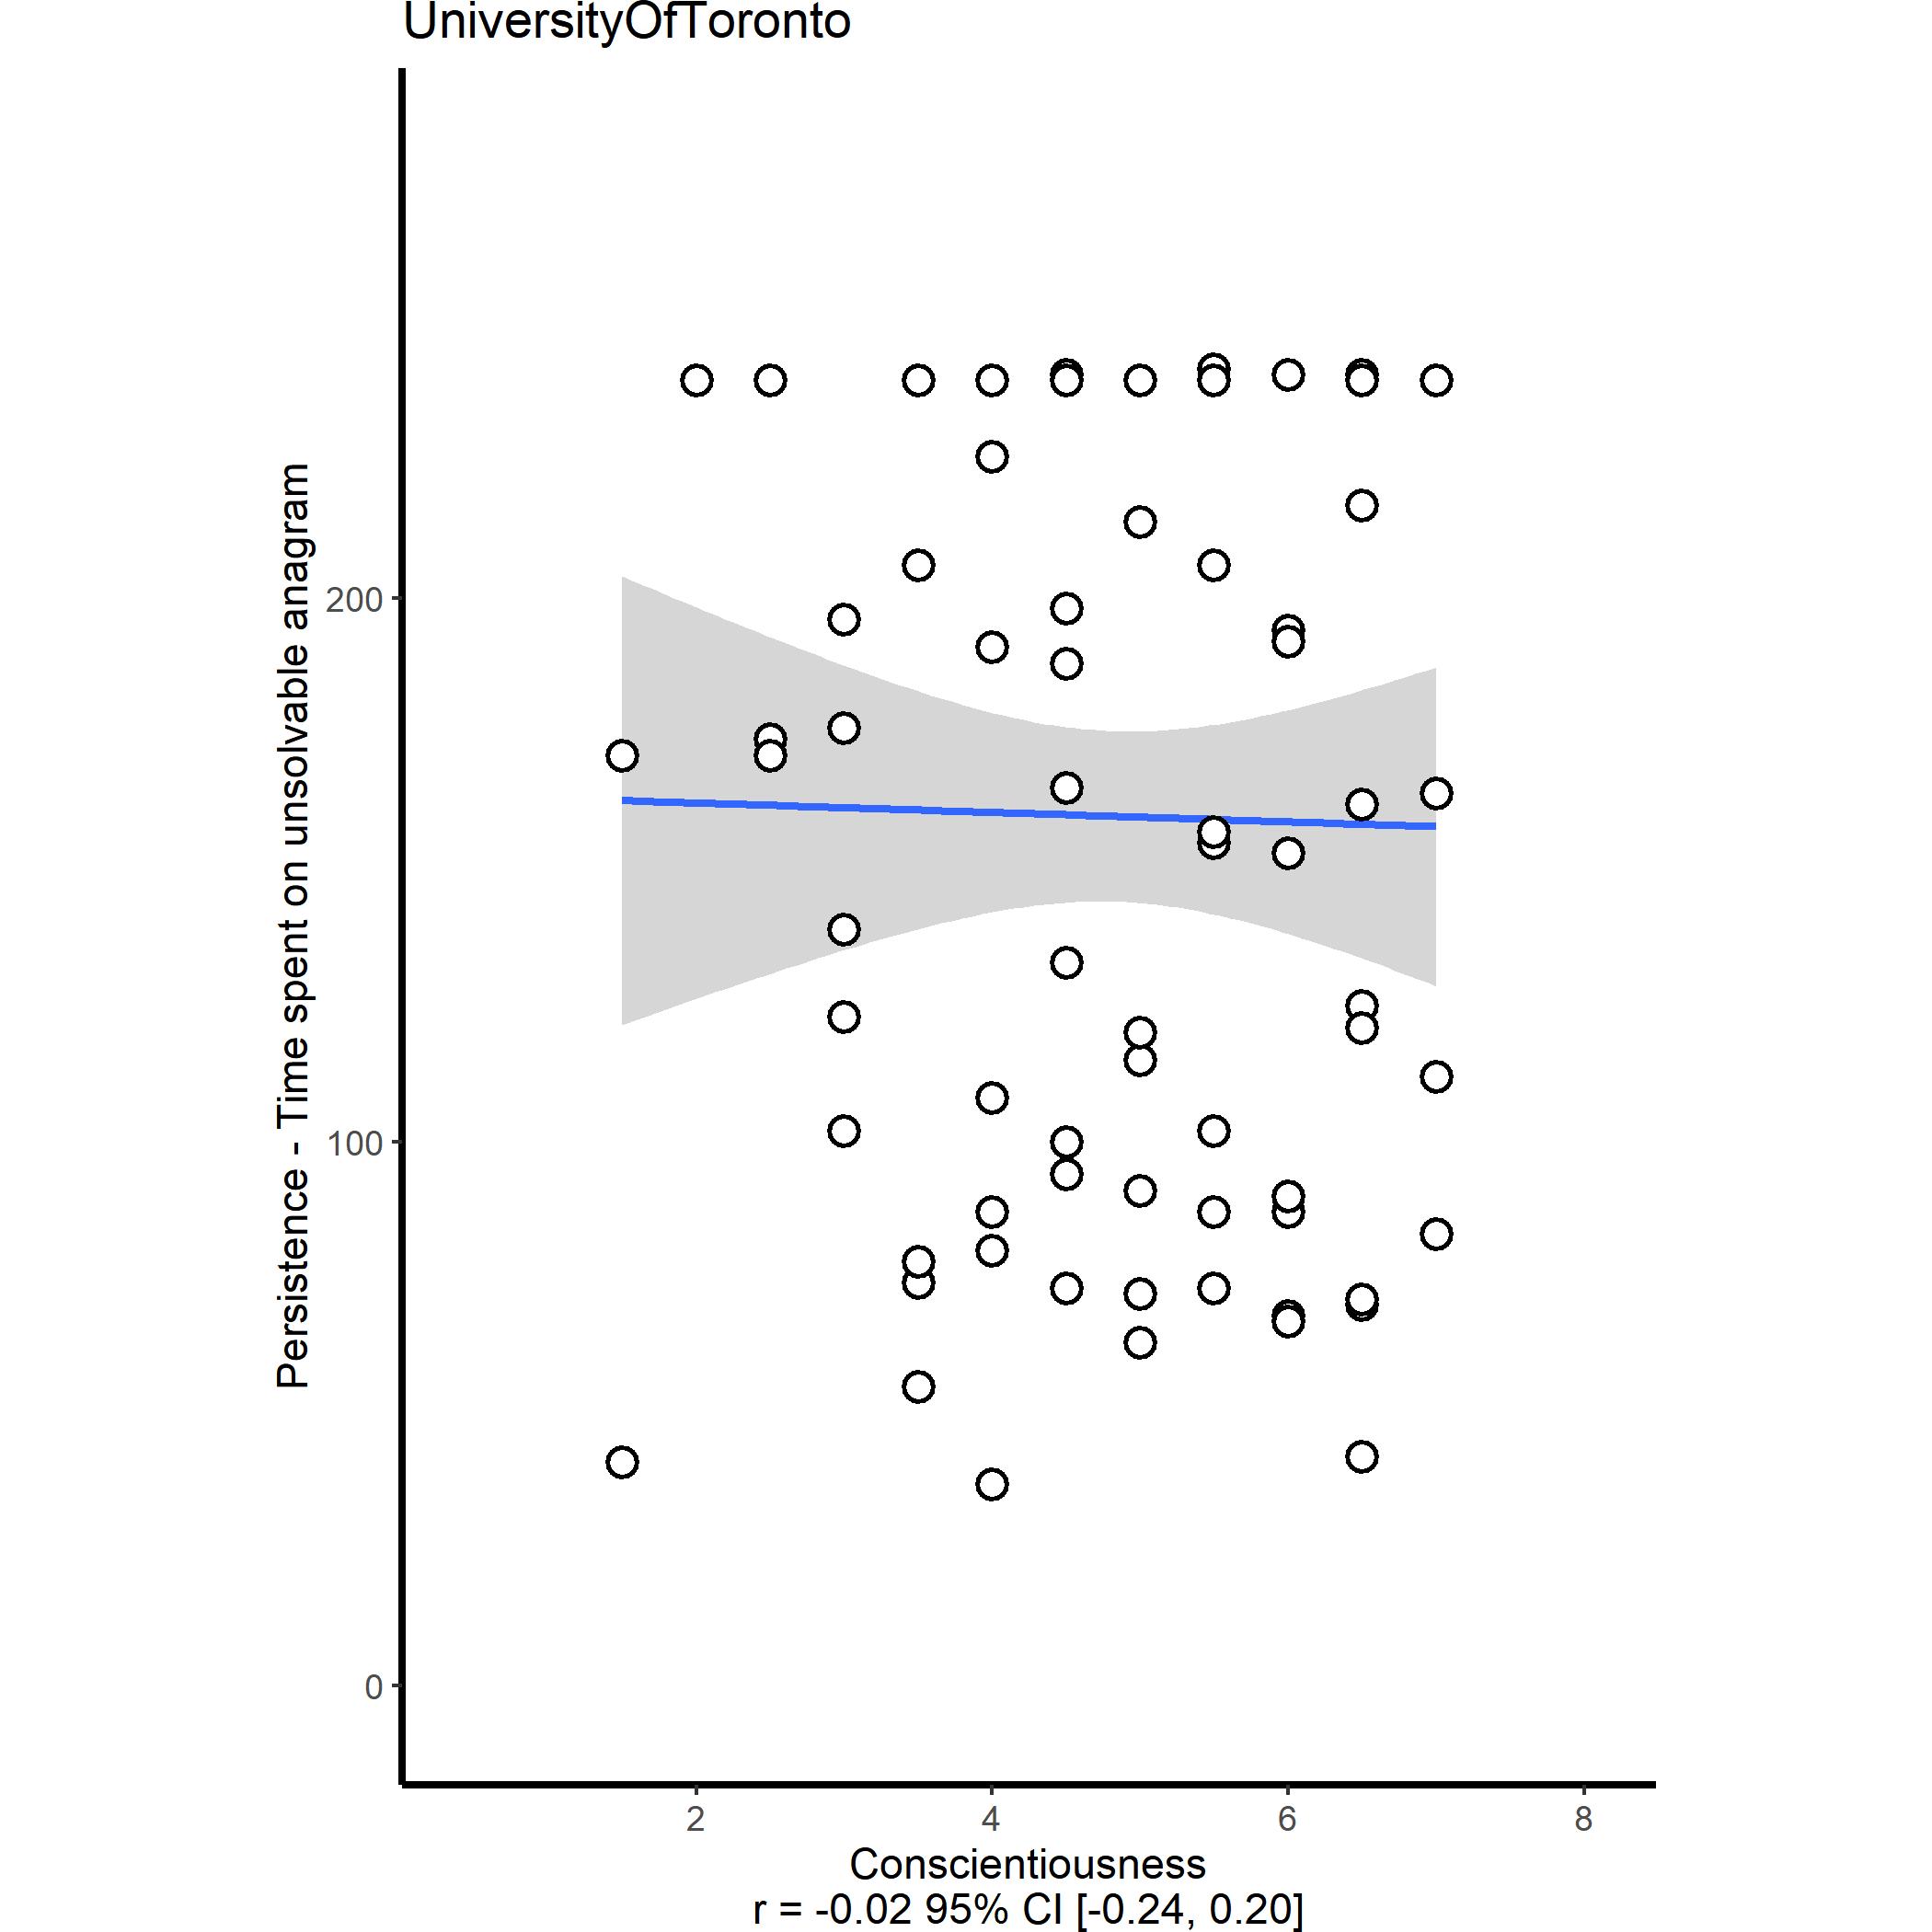 UniversityOfToronto
Persistence - Time spent on unsolvable anagram
200
100
0
2 4 6 8
Conscientiousness
r = -0.02 95% CI [-0.24, 0.20]